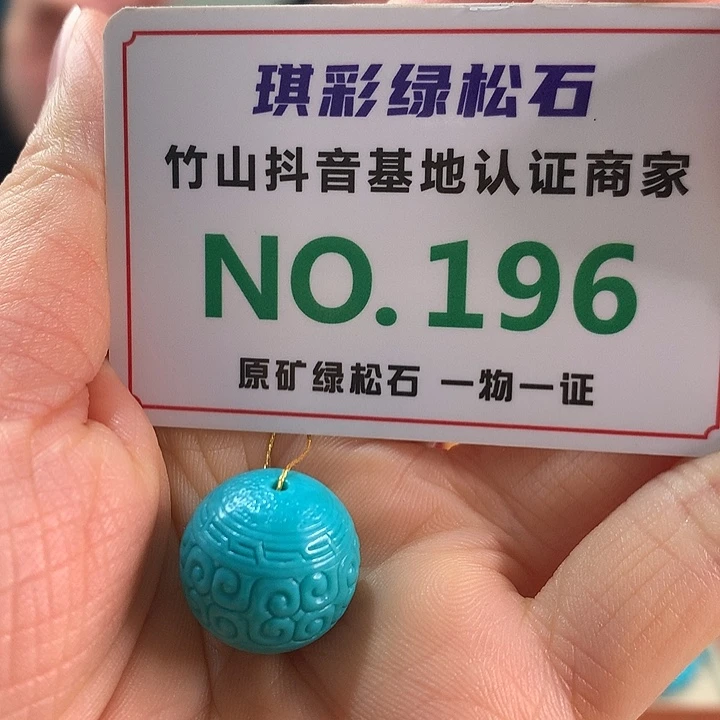 琪彩绿松石
竹山抖音基地认证商家
NO.196
原矿绿松石 一物一证